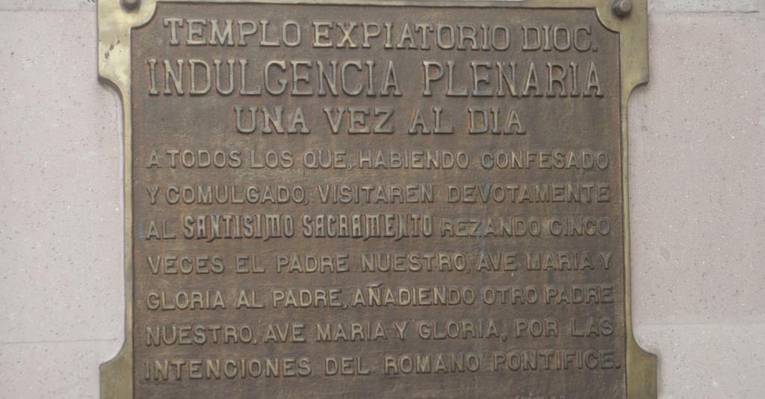 TEMPLO EXPIATORIO DIOC.
INDULGENCIA PLENARIA
UNA VEZ AL DIA
A TODOS LOS QUE, HABIENDO CONFESADO
Y COMULGADO, VISITAREN DEVOTAMENTE
AL SANTISIMO SACRAMENTO REZANDO CINCO
VECES EL PADRE NUESTRO, AVE MARIA Y
GLORIA AL PADRE, AÑADIENDO OTRO PADRE
NUESTRO, AVE MARIA Y GLORIA, POR LAS
INTENCIONES DEL ROMANO PONTIFICE.